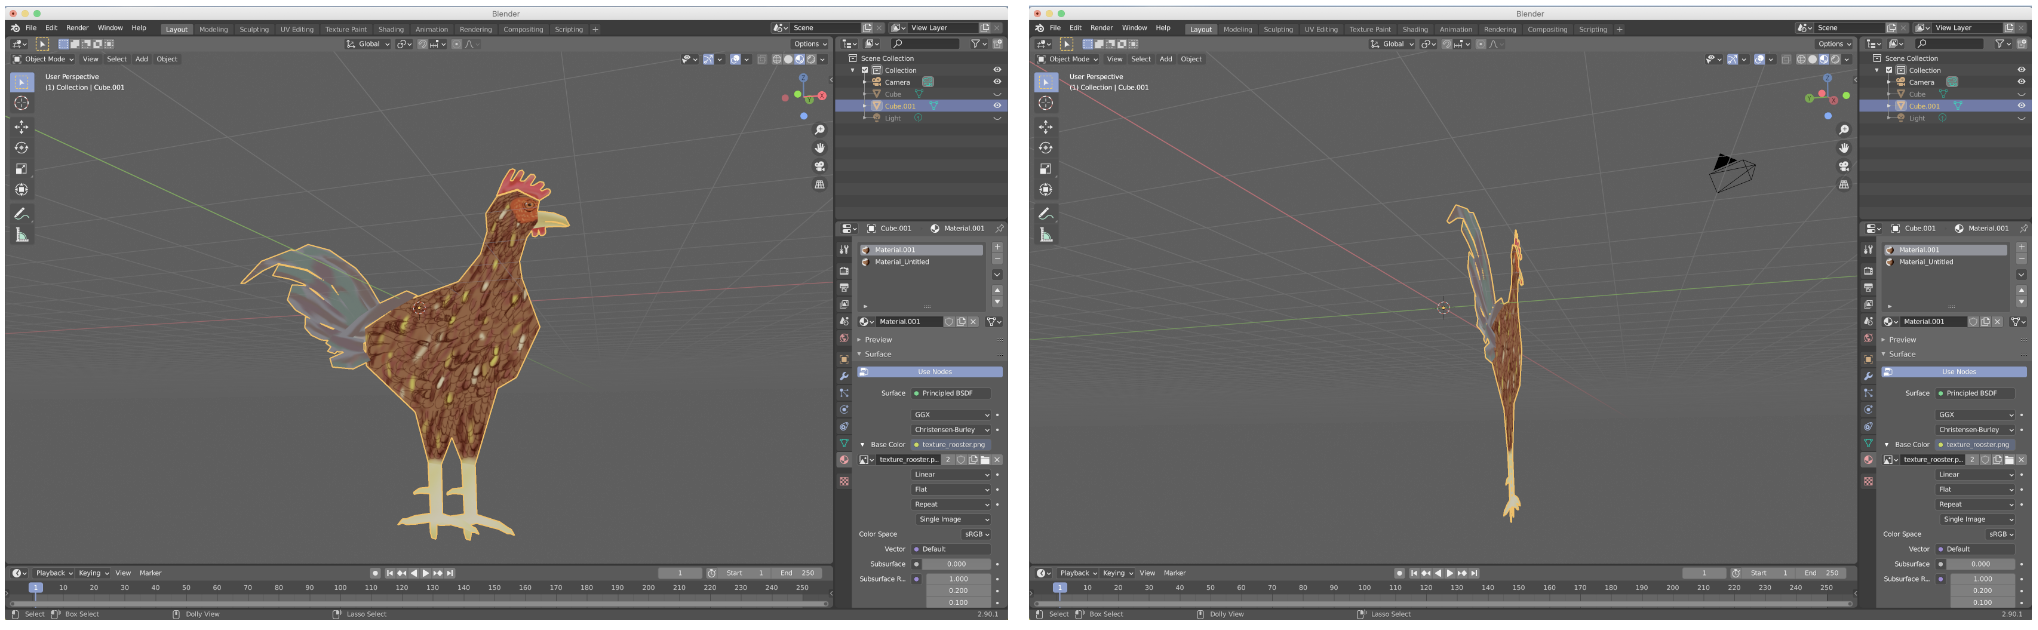 Blender
File Edit Render Window Help Layout Modeling Sculpting UV Editing Texture Paint Shading Animation Rendering Compositing Scripting + Scene View Layer
Global Options
Object Mode View Select Add Object
User Perspective
(1) Collection | Cube.001
Z
X
Y
Scene Collection
Collection
Camera
Cube
Cube.001
Light
Cube.001 Material.001
Material.001
Material_Untitled
Material.001
Preview
Surface
Use Nodes
Surface Principled BSDF
GGX
Christensen-Burley
Base Color texture_rooster.png
texture_rooster.p.. 2
Linear
Flat
Repeat
Single Image
Color Space sRGB
Vector Default
Subsurface 0.000
Subsurface R... 1.000
0.200
0.100
Playback Keying View Marker 1 Start 1 End 250
1 10 20 30 40 50 60 70 80 90 100 110 120 130 140 150 160 170 180 190 200 210 220 230 240 250
Select Box Select Dolly View Lasso Select 2.90.1
Blender
File Edit Render Window Help Layout Modeling Sculpting UV Editing Texture Paint Shading Animation Rendering Compositing Scripting + Scene View Layer
Global Options
Object Mode View Select Add Object
User Perspective
(1) Collection | Cube.001
Z
Y
X
Scene Collection
Collection
Camera
Cube
Cube.001
Light
Cube.001 Material.001
Material.001
Material_Untitled
Material.001
Preview
Surface
Use Nodes
Surface Principled BSDF
GGX
Christensen-Burley
Base Color texture_rooster.png
texture_rooster.p.. 2
Linear
Flat
Repeat
Single Image
Color Space sRGB
Vector Default
Subsurface 0.000
Subsurface R... 1.000
0.200
0.100
Playback Keying View Marker 1 Start 1 End 250
1 10 20 30 40 50 60 70 80 90 100 110 120 130 140 150 160 170 180 190 200 210 220 230 240 250
Select Box Select Dolly View Lasso Select 2.90.1